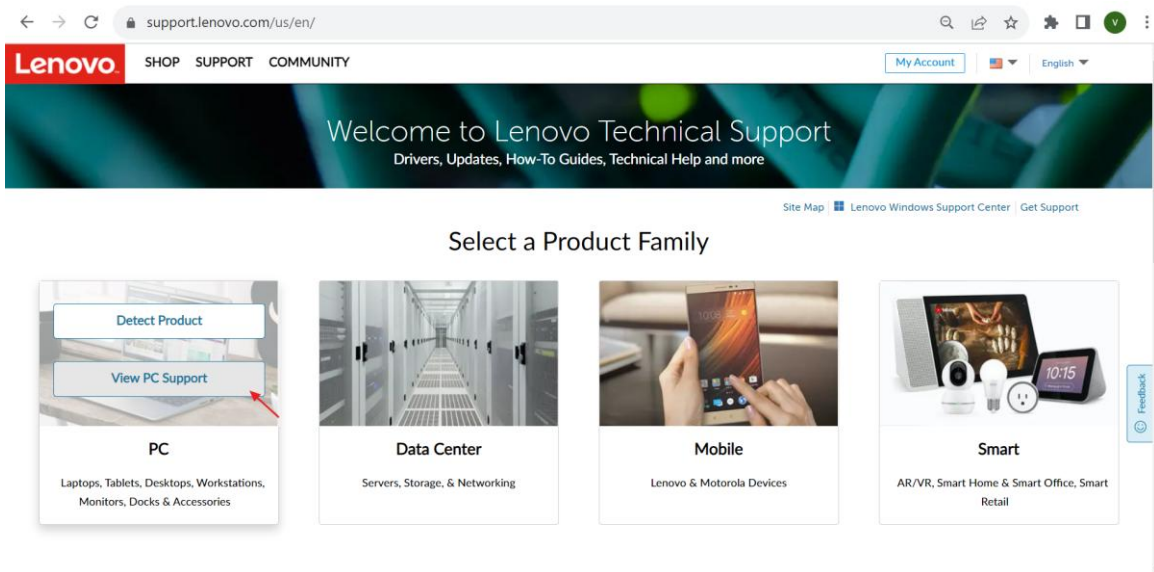 support.lenovo.com/us/en/
V
Lenovo
SHOP SUPPORT COMMUNITY
My Account
English
Welcome to Lenovo Technical Support
Drivers, Updates, How-To Guides, Technical Help and more
Site Map
Lenovo Windows Support Center
Get Support
Select a Product Family
Detect Product
View PC Support
PC
Laptops, Tablets, Desktops, Workstations,
Monitors, Docks & Accessories
Data Center
Servers, Storage, & Networking
10:08
Mobile
Lenovo & Motorola Devices
10:15
Smart
AR/VR, Smart Home & Smart Office, Smart
Retail
Feedback